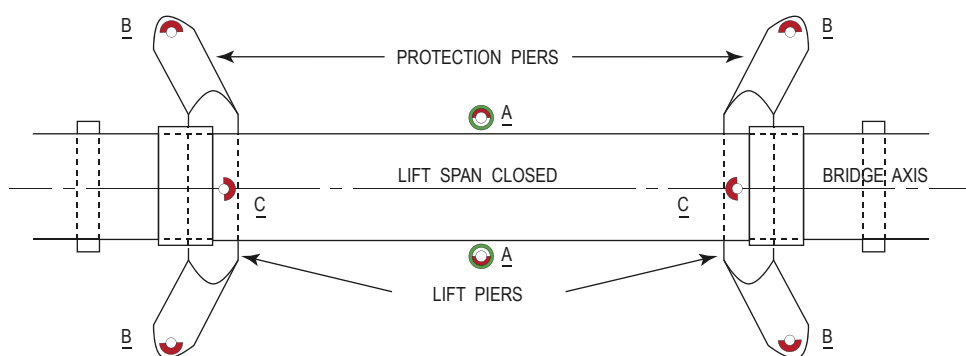 B
B
PROTECTION PIERS
A
LIFT SPAN CLOSED
BRIDGE AXIS
C
C
A
LIFT PIERS
B
B